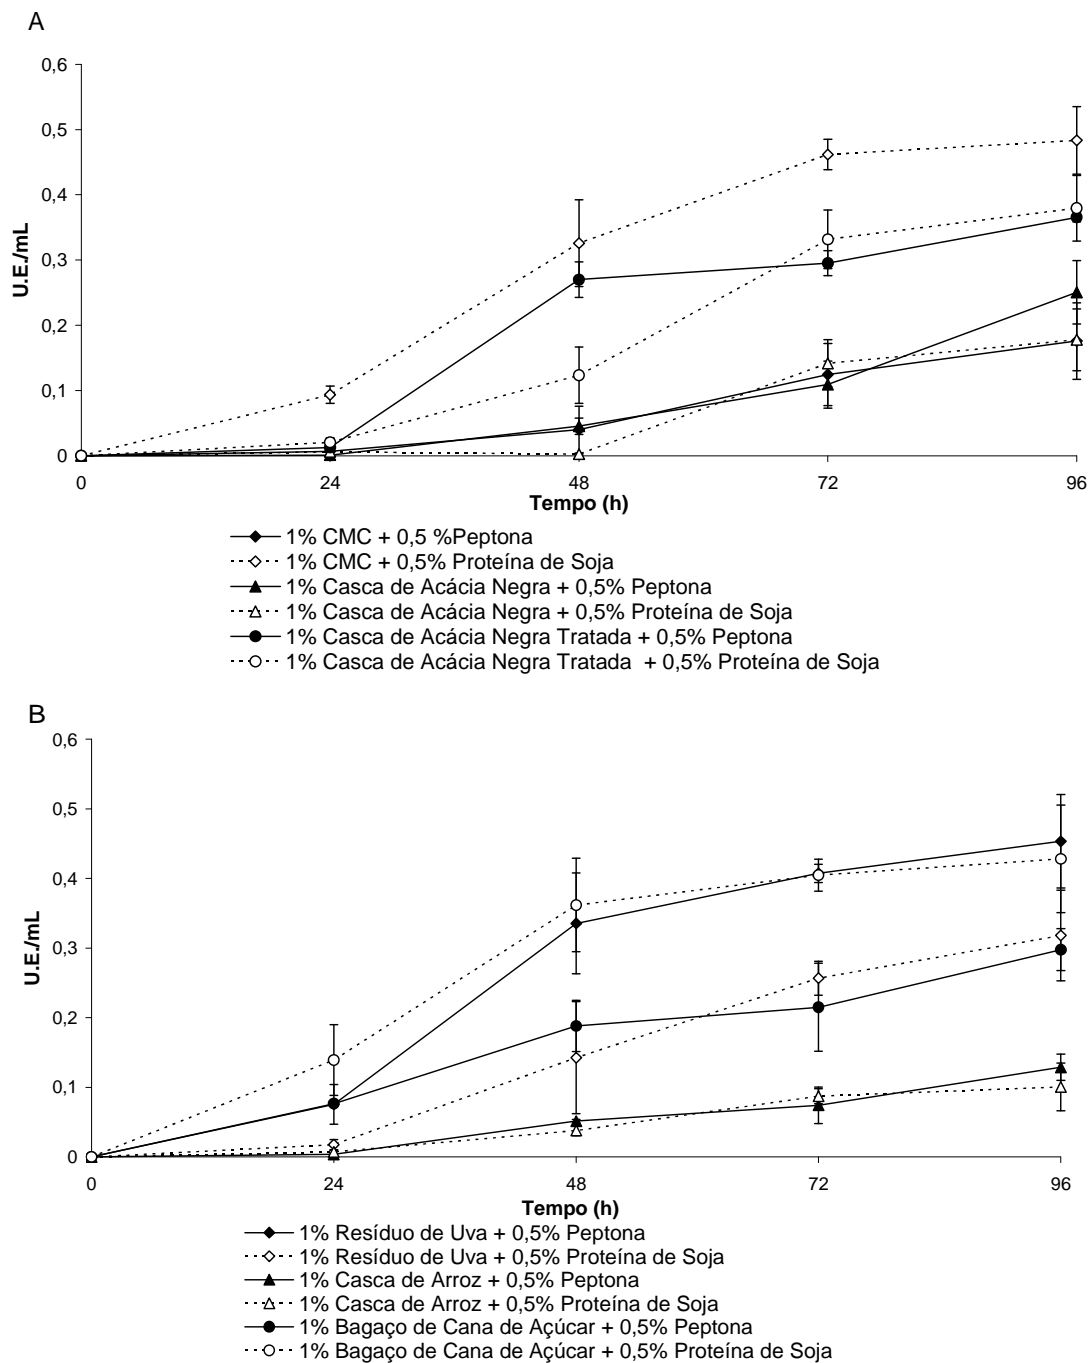 A
0,6
0,5
0,4
0,3
0,2
0,1
0
U.E./mL
0 24 48 72 96
Tempo (h)
1% CMC + 0,5 %Peptona
1% CMC + 0,5% Proteína de Soja
1% Casca de Acácia Negra + 0,5% Peptona
1% Casca de Acácia Negra + 0,5% Proteína de Soja
1% Casca de Acácia Negra Tratada + 0,5% Peptona
1% Casca de Acácia Negra Tratada + 0,5% Proteína de Soja
B
0,6
0,5
0,4
0,3
0,2
0,1
0
U.E./mL
0 24 48 72 96
Tempo (h)
1% Resíduo de Uva + 0,5% Peptona
1% Resíduo de Uva + 0,5% Proteína de Soja
1% Casca de Arroz + 0,5% Peptona
1% Casca de Arroz + 0,5% Proteína de Soja
1% Bagaço de Cana de Açúcar + 0,5% Peptona
1% Bagaço de Cana de Açúcar + 0,5% Proteína de Soja